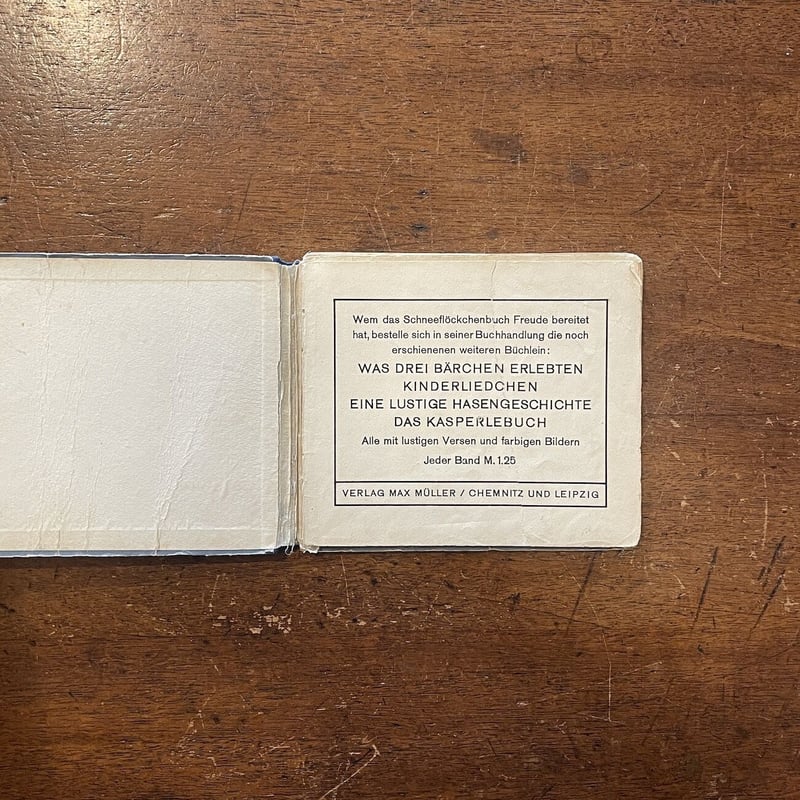 Wem das Schneeflöckchenbuch Freude bereitet
hat, bestelle sich in seiner Buchhandlung die noch
erschienenen weiteren Büchlein:
WAS DREI BÄRCHEN ERLEBTEN
KINDERLIEDCHEN
EINE LUSTIGE HASENGESCHICHTE
DAS KASPERLEBUCH
Alle mit lustigen Versen und farbigen Bildern
Jeder Band M. 1.25
VERLAG MAX MÜLLER / CHEMNITZ UND LEIPZIG